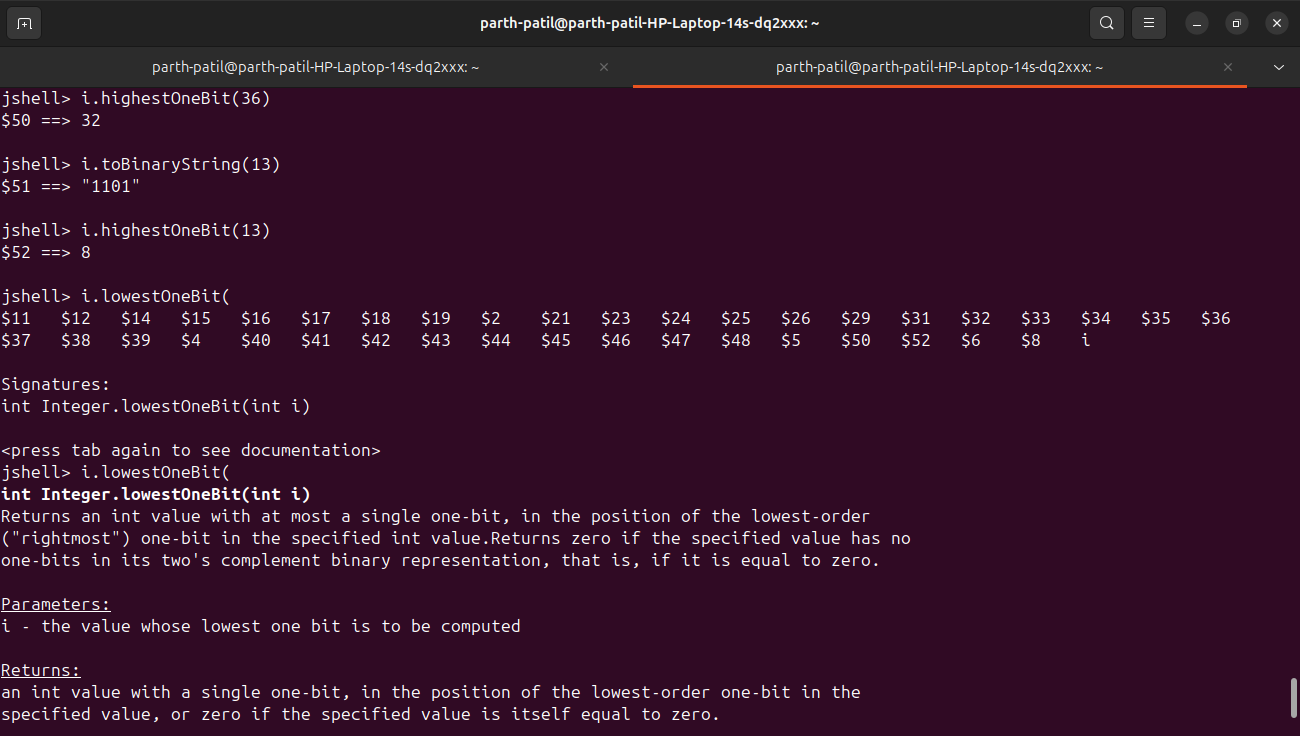 parth-patil@parth-patil-HP-Laptop-14s-dq2xxx: ~
parth-patil@parth-patil-HP-Laptop-14s-dq2xxx: ~
parth-patil@parth-patil-HP-Laptop-14s-dq2xxx: ~
jshell> i.highestOneBit(36)
$50 ==> 32
jshell> i.toBinaryString(13)
$51 ==> "1101"
jshell> i.highestOneBit(13)
$52 ==> 8
jshell> i.lowestOneBit(
$11 $12 $14 $15 $16 $17 $18 $19 $2 $21 $23 $24 $25 $26 $29 $31 $32 $33 $34 $35 $36
$37 $38 $39 $4 $40 $41 $42 $43 $44 $45 $46 $47 $48 $5 $50 $52 $6 $8 i
Signatures:
int Integer.lowestOneBit(int i)
<press tab again to see documentation>
jshell> i.lowestOneBit(
int Integer.lowestOneBit(int i)
Returns an int value with at most a single one-bit, in the position of the lowest-order
("rightmost") one-bit in the specified int value.Returns zero if the specified value has no
one-bits in its two's complement binary representation, that is, if it is equal to zero.
Parameters:
i - the value whose lowest one bit is to be computed
Returns:
an int value with a single one-bit, in the position of the lowest-order one-bit in the
specified value, or zero if the specified value is itself equal to zero.